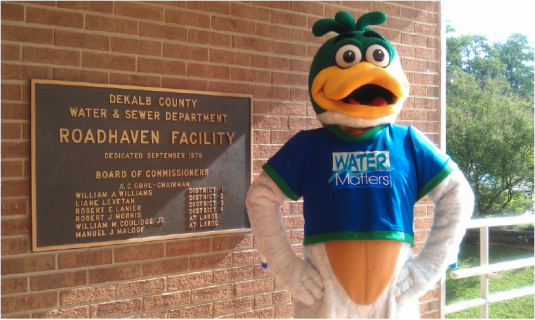 WATER
MATTERS
DEKALB COUNTY
WATER & SEWER DEPARTMENT
ROADHAVEN FACILITY
DEDICATED SEPTEMBER 1976
BOARD OF COMMISSIONERS
A.C. GUHL-CHAIRMAN
WILLIAM A WILLIAMS DISTRICT 1
LIANE LEVETAN DISTRICT 2
ROBERT E LANIER DISTRICT 3
ROBERT J MORRIS DISTRICT 4
WILLIAM M COOLIDGE JR. AT LARGE
MANUEL J MALOOF AT LARGE
WATER
Matters